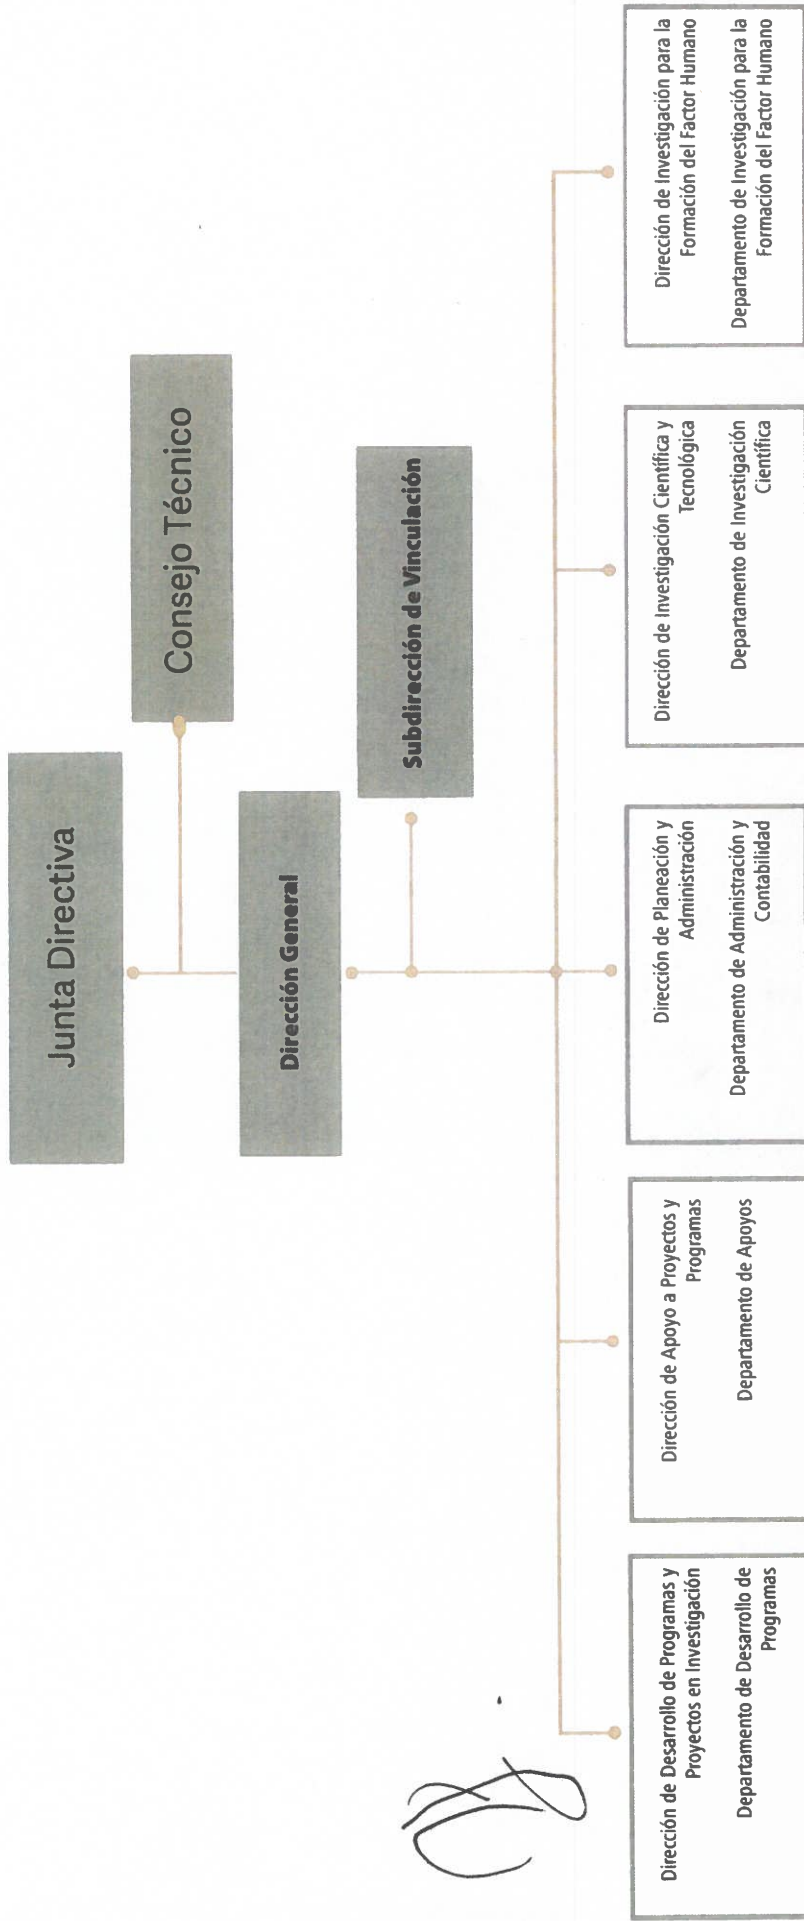 Junta Directiva
Consejo Técnico
Dirección General
Subdirección de Vinculación
Dirección de Desarrollo de Programas y
Proyectos en Investigación
Departamento de Desarrollo de
Programas
Dirección de Apoyo a Proyectos y
Programas
Departamento de Apoyos
Dirección de Planeación y
Administración
Departamento de Administración y
Contabilidad
Dirección de Investigación Científica y
Tecnológica
Departamento de Investigación
Científica
Dirección de Investigación para la
Formación del Factor Humano
Departamento de Investigación para la
Formación del Factor Humano